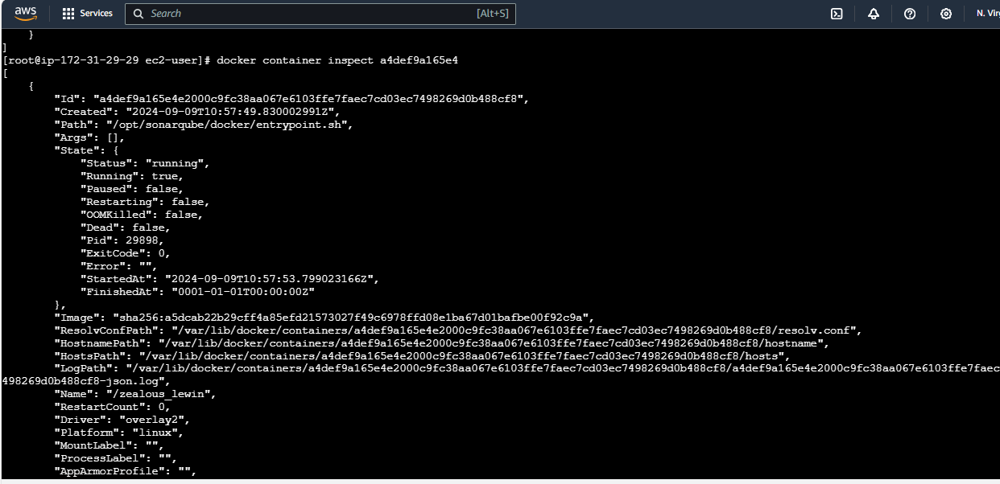 aws Services Search [Alt+S] N. Vir
    }
]
[root@ip-172-31-29-29 ec2-user]# docker container inspect a4def9a165e4
[
    {
        "Id": "a4def9a165e4e2000c9fc38aa067e6103ffe7faec7cd03ec7498269d0b488cf8",
        "Created": "2024-09-09T10:57:49.830002991Z",
        "Path": "/opt/sonarqube/docker/entrypoint.sh",
        "Args": [],
        "State": {
            "Status": "running",
            "Running": true,
            "Paused": false,
            "Restarting": false,
            "OOMKilled": false,
            "Dead": false,
            "Pid": 29898,
            "ExitCode": 0,
            "Error": "",
            "StartedAt": "2024-09-09T10:57:53.799023166Z",
            "FinishedAt": "0001-01-01T00:00:00Z"
        },
        "Image": "sha256:a5dcab22b29cff4a85efd21573027f49c6978ffd08e1ba67d01bafbe00f92c9a",
        "ResolvConfPath": "/var/lib/docker/containers/a4def9a165e4e2000c9fc38aa067e6103ffe7faec7cd03ec7498269d0b488cf8/resolv.conf",
        "HostnamePath": "/var/lib/docker/containers/a4def9a165e4e2000c9fc38aa067e6103ffe7faec7cd03ec7498269d0b488cf8/hostname",
        "HostsPath": "/var/lib/docker/containers/a4def9a165e4e2000c9fc38aa067e6103ffe7faec7cd03ec7498269d0b488cf8/hosts",
        "LogPath": "/var/lib/docker/containers/a4def9a165e4e2000c9fc38aa067e6103ffe7faec7cd03ec7498269d0b488cf8/a4def9a165e4e2000c9fc38aa067e6103ffe7faec
498269d0b488cf8-json.log",
        "Name": "/zealous_lewin",
        "RestartCount": 0,
        "Driver": "overlay2",
        "Platform": "linux",
        "MountLabel": "",
        "ProcessLabel": "",
        "AppArmorProfile": "",